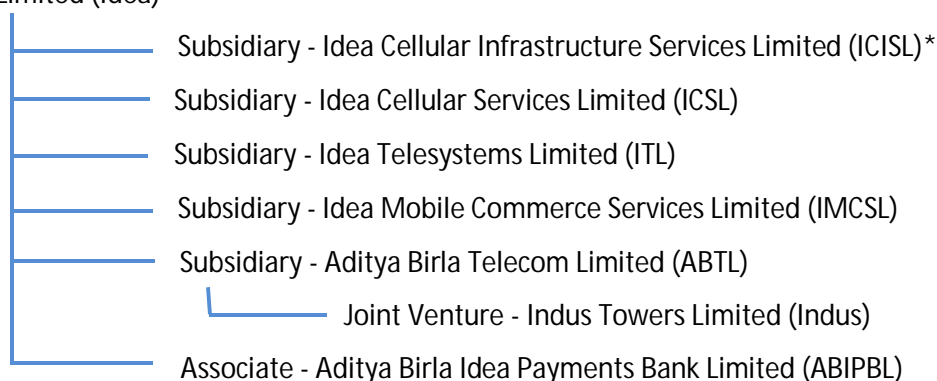 Limited (Idea)
Subsidiary - Idea Cellular Infrastructure Services Limited (ICISL)*
Subsidiary - Idea Cellular Services Limited (ICSL)
Subsidiary - Idea Telesystems Limited (ITL)
Subsidiary - Idea Mobile Commerce Services Limited (IMCSL)
Subsidiary - Aditya Birla Telecom Limited (ABTL)
Joint Venture - Indus Towers Limited (Indus)
Associate - Aditya Birla Idea Payments Bank Limited (ABIPBL)